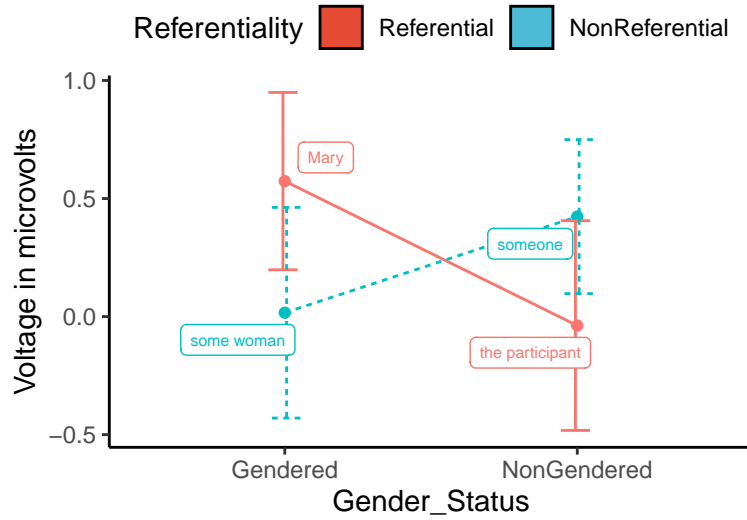 Referentiality Referential NonReferential
Voltage in microvolts
1.0
0.5
0.0
−0.5
Mary
someone
some woman
the participant
Gendered NonGendered
Gender_Status